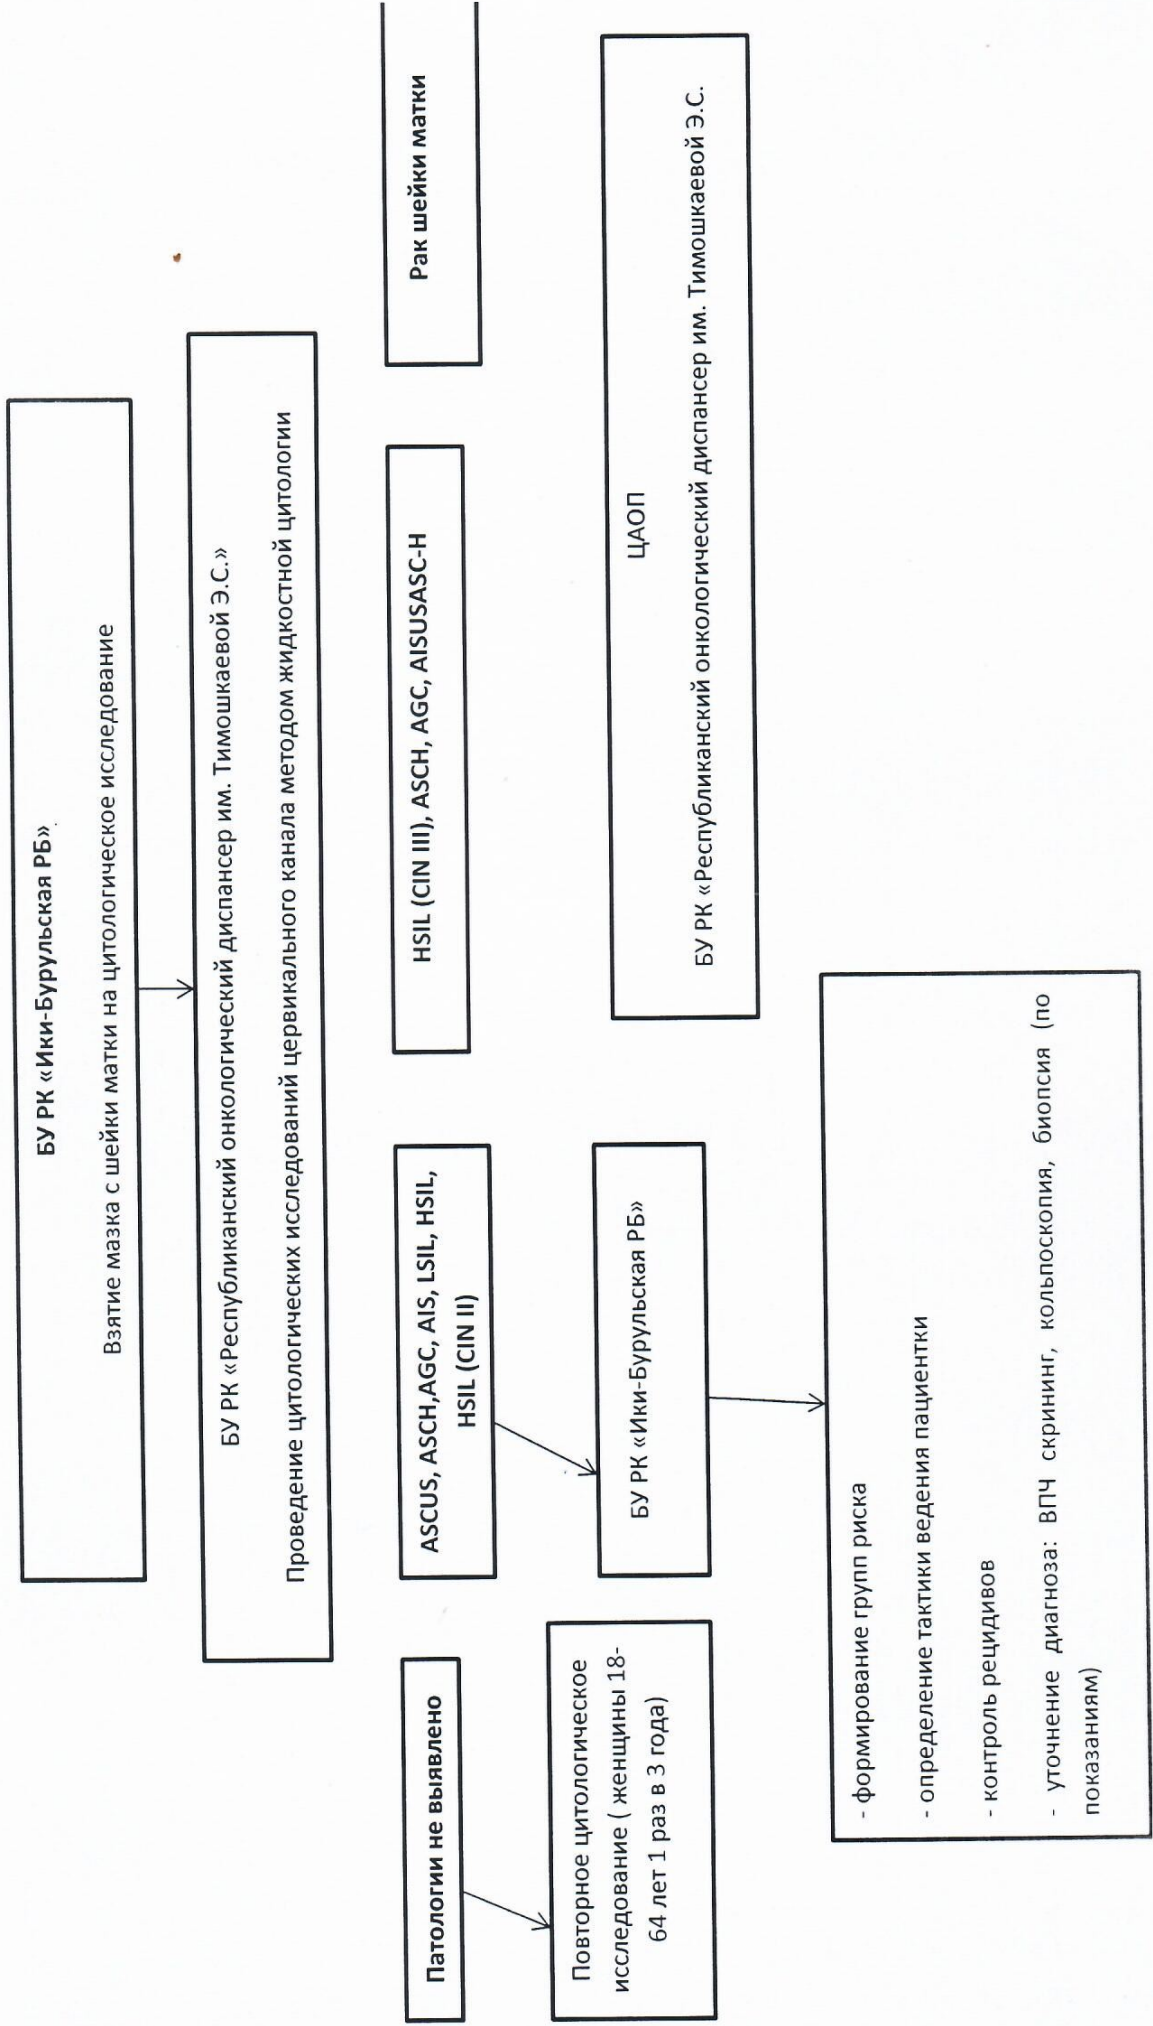 БУ РК «Ики-Бурульская РБ»
Взятие мазка с шейки матки на цитологическое исследование
БУ РК «Республиканский онкологический диспансер им. Тимошкаевой Э.С.»
Проведение цитологических исследований цервикального канала методом жидкостной цитологии
Патологии не выявлено
ASCUS, ASCH,AGC, AIS, LSIL, HSIL,
HSIL (CIN II)
HSIL (CIN III), ASCH, AGC, AISUSASC-H
Рак шейки матки
Повторное цитологическое
исследование ( женщины 18-
64 лет 1 раз в 3 года)
БУ РК «Ики-Бурульская РБ»
ЦАОП
БУ РК «Республиканский онкологический диспансер им. Тимошкаевой Э.С.
- формирование групп риска
- определение тактики ведения пациентки
- контроль рецидивов
- уточнение диагноза: ВПЧ скрининг, кольпоскопия, биопсия (по
показаниям)